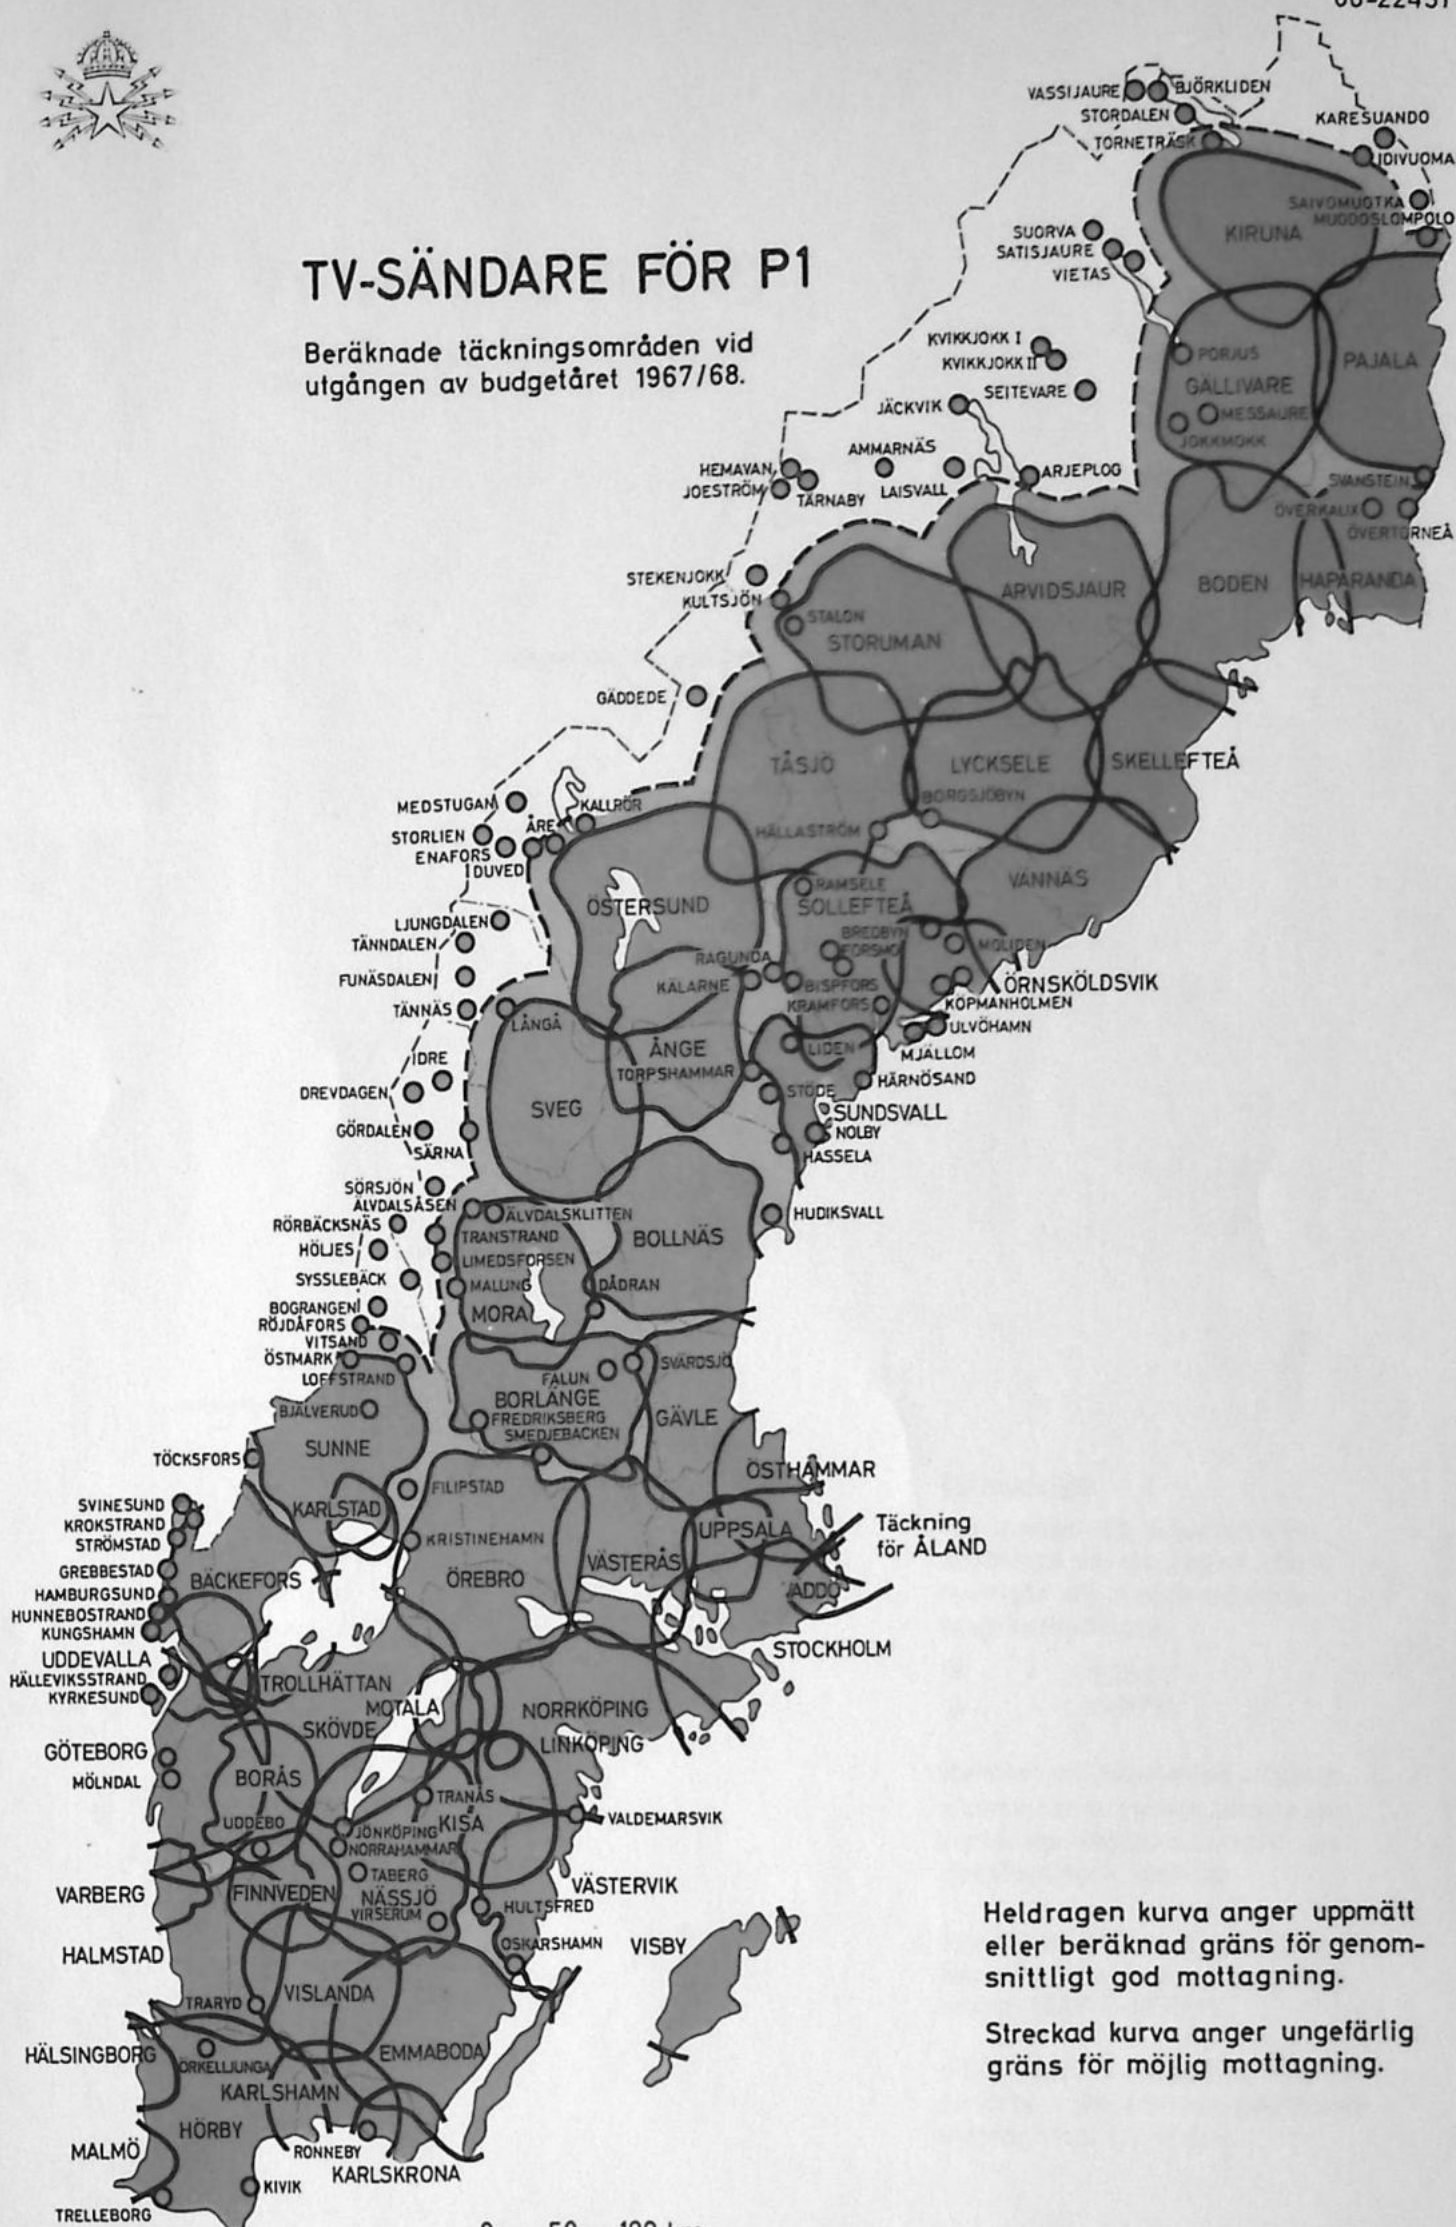 TV-SÄNDARE FÖR P1
Beräknade täckningsområden vid
utgången av budgetåret 1967/68.
VASSIJAURE
BJÖRKLIDEN
STORDALEN
TORNETRÄSK
KARESUANDO
IDIVUOMA
SAIVOMUOTKA
MUODOSLOMPOLO
KIRUNA
SUORVA
SATISJAURE
VIETAS
KVIKKJOKK I
KVIKKJOKK II
SEITEVARE
PORJUS
PAJALA
GÄLLIVARE
MESSAURE
JOKKMOKK
JÄCKVIK
AMMARNÄS
HEMAVAN
JOESTRÖM
TÄRNABY
LAISVALL
ARJEPLOG
SVANSTEIN
ÖVERKALIX
ÖVERTORNEÅ
STEKENJOKK
KULTSJÖN
ARVIDSJAUR
BODEN
HAPARANDA
STALON
STORUMAN
GÄDDEDE
TÅSJÖ
LYCKSELE
SKELLEFTEÅ
BORGSJÖBYN
MEDSTUGAN
KALLRÖR
STORLIEN
ÅRE
ENAFORS
DUVED
HÄLLASTRÖM
VÄNNÄS
RAMSELE
ÖSTERSUND
SOLLEFTEÅ
LJUNGDALEN
TÄNNDALEN
BREDBYN
FORSMO
MOLIDEN
FUNÄSDALEN
RAGUNDA
KÄLARNE
BISPFORS
ÖRNSKÖLDSVIK
KRAMFORS
KÖPMANHOLMEN
TÄNNÄS
LÅNGÅ
ULVÖHAMN
ÅNGE
LIDEN
MJÄLLOM
IDRE
TORPSHAMMAR
HÄRNÖSAND
DREVDAGEN
STÖDE
SVEG
SUNDSVALL
GÖRDALEN
NOLBY
SÄRNA
HASSELA
SÖRSJÖN
ÄLVDALSÅSEN
ÄLVDALSKLITTEN
HUDIKSVALL
RÖRBÄCKSNÄS
TRANSTRAND
BOLLNÄS
HÖLJES
LIMEDSFORSEN
SYSSLEBÄCK
MALUNG
DÅDRAN
BOGRANGEN
MORA
RÖJDÅFORS
VITSAND
ÖSTMARK
SVÄRDSJÖ
LOFFSTRAND
FALUN
BORLÄNGE
BJÄLVERUD
FREDRIKSBERG
GÄVLE
SMEDJEBACKEN
SUNNE
TÖCKSFORS
ÖSTHAMMAR
FILIPSTAD
SVINESUND
KARLSTAD
KROKSTRAND
UPPSALA
Täckning
för ÅLAND
STRÖMSTAD
KRISTINEHAMN
VÄSTERÅS
GREBBESTAD
BÄCKEFORS
ÖREBRO
VÄDDÖ
HAMBURGSUND
HUNNEBOSTRAND
KUNGSHAMN
STOCKHOLM
UDDEVALLA
HÄLLEVIKSSTRAND
TROLLHÄTTAN
KYRKESUND
MOTALA
NORRKÖPING
SKÖVDE
LINKÖPING
GÖTEBORG
BORÅS
MÖLNDAL
TRANÅS
UDDEBO
JÖNKÖPING
KISA
VALDEMARSVIK
NORRAHAMMAR
TABERG
VARBERG
FINNVEDEN
NÄSSJÖ
VÄSTERVIK
VIRSERUM
HULTSFRED
HALMSTAD
OSKARSHAMN
VISBY
VISLANDA
TRARYD
HÄLSINGBORG
ÖRKELLJUNGA
EMMABODA
KARLSHAMN
HÖRBY
MALMÖ
RONNEBY
KARLSKRONA
KIVIK
TRELLEBORG
Heldragen kurva anger uppmätt
eller beräknad gräns för genom-
snittligt god mottagning.
Streckad kurva anger ungefärlig
gräns för möjlig mottagning.